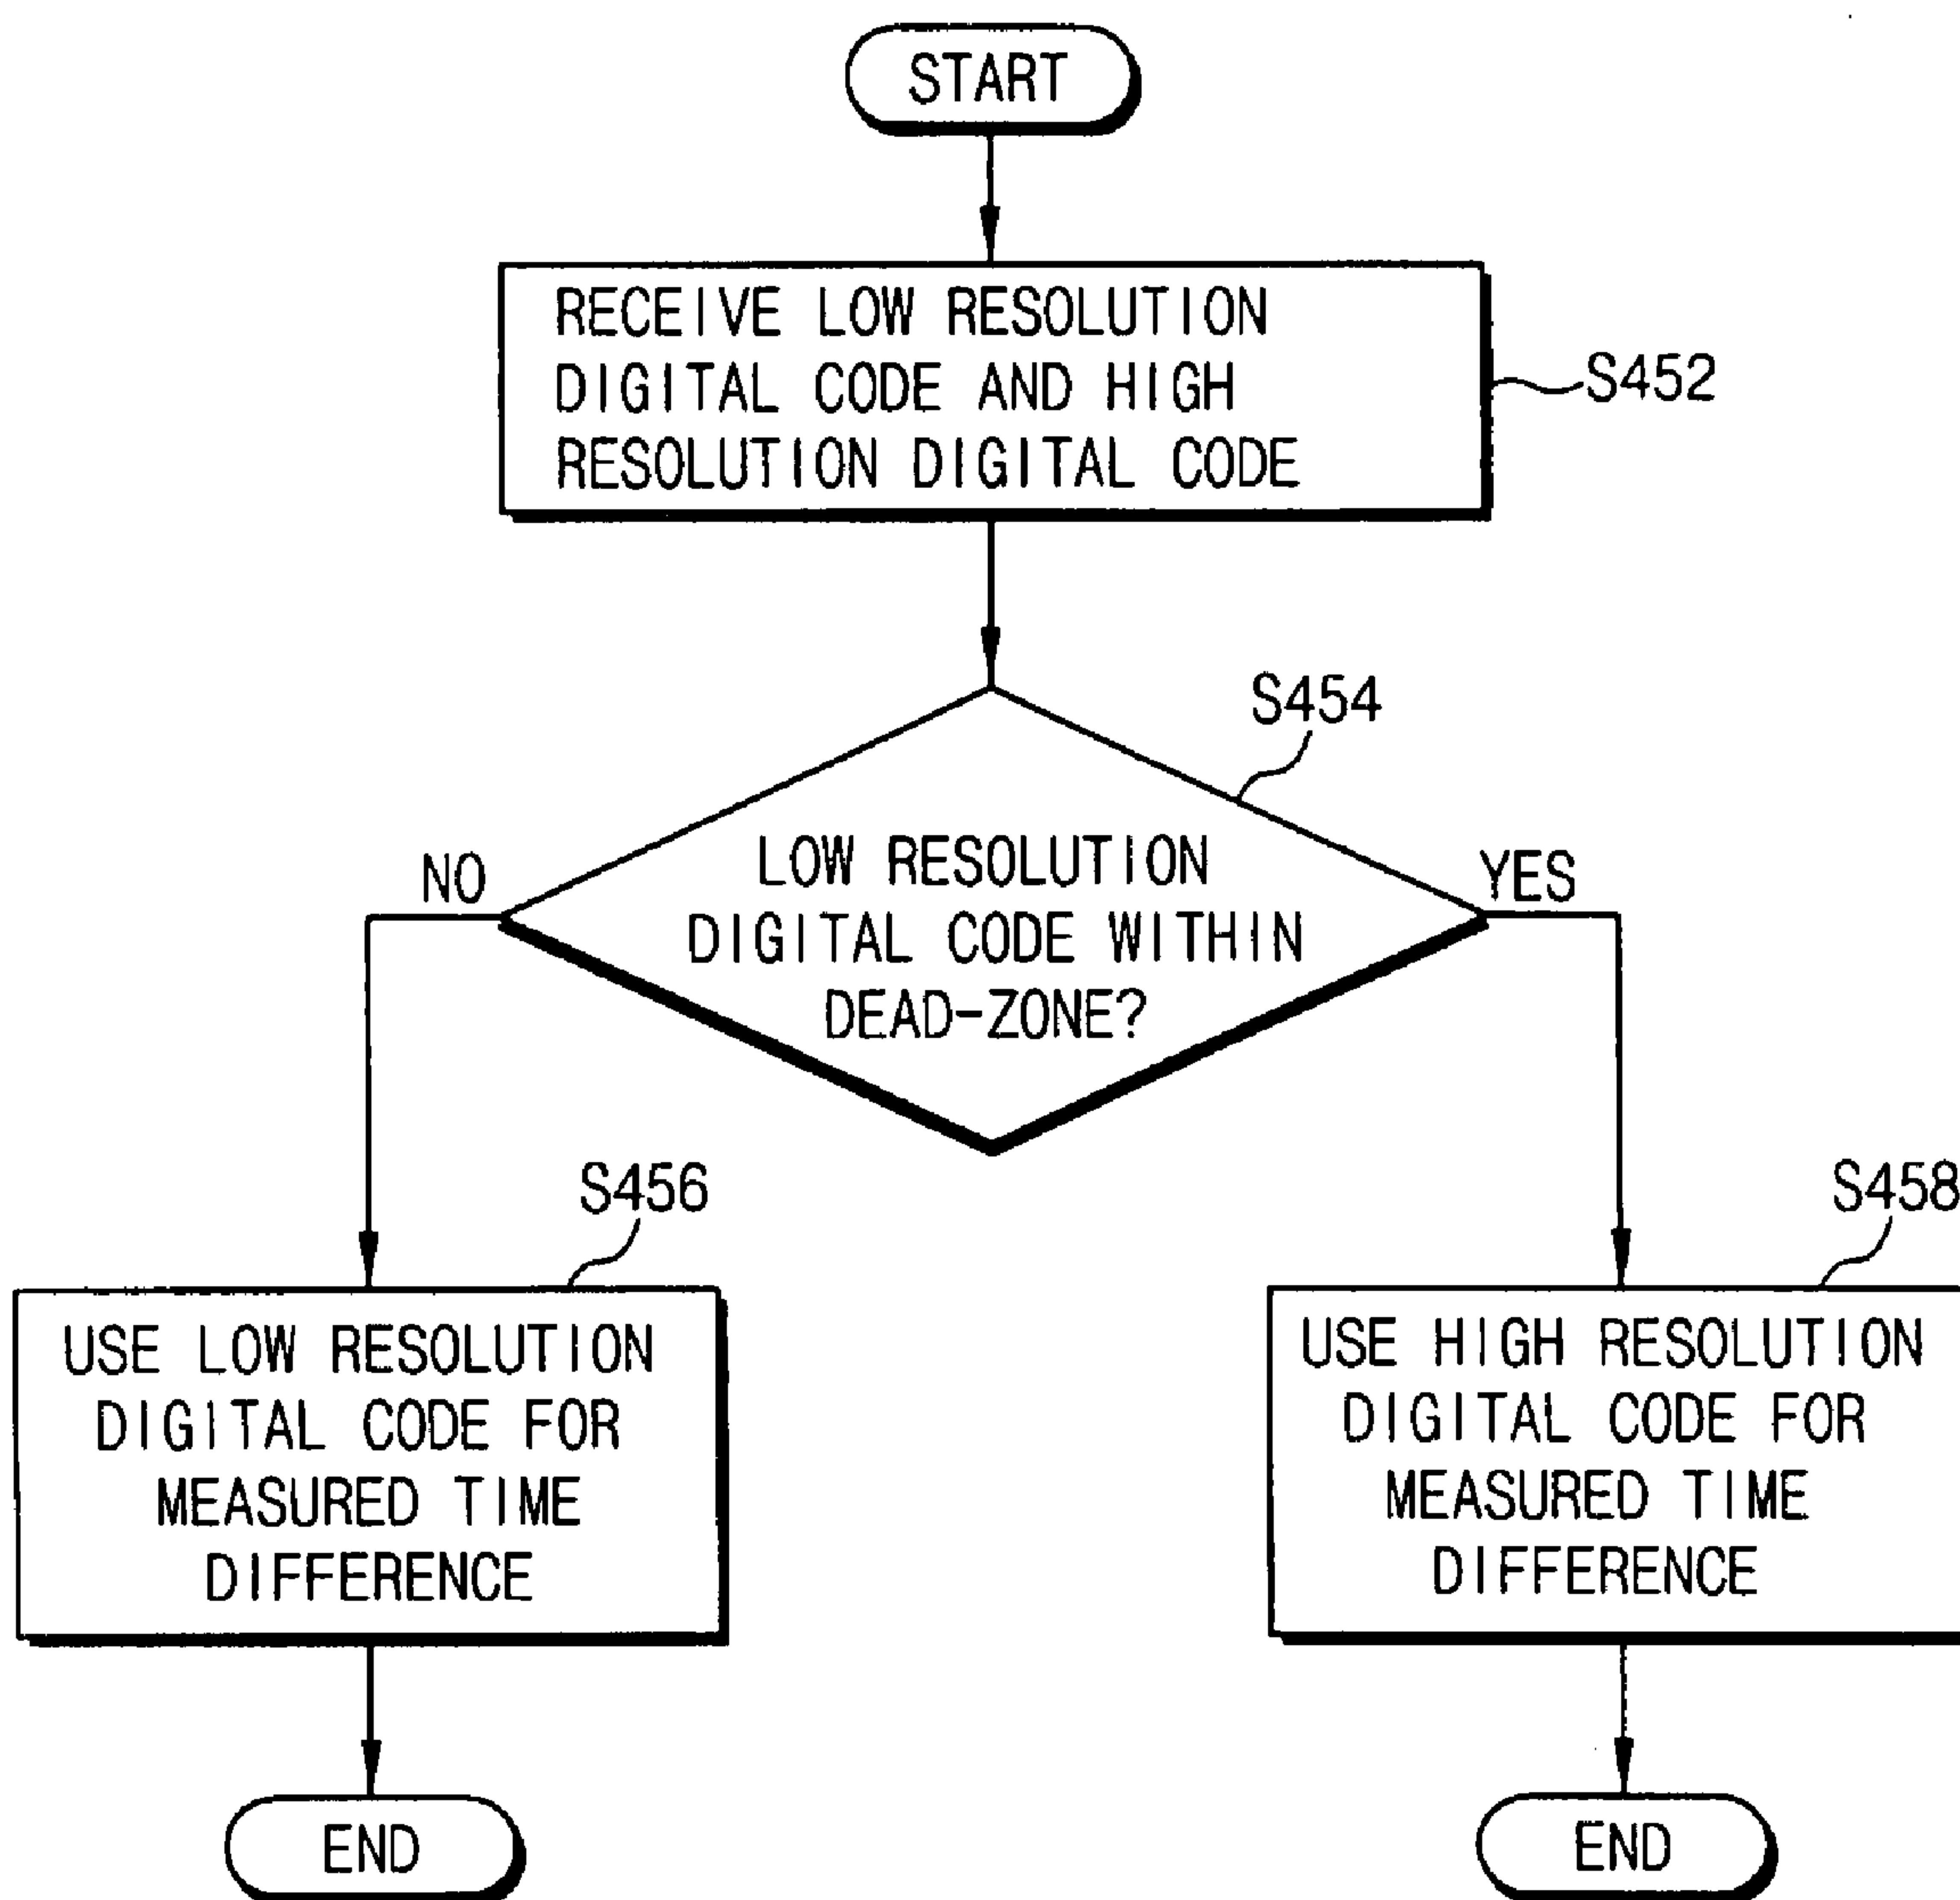 START
RECEIVE LOW RESOLUTION
DIGITAL CODE AND HIGH
RESOLUTION DIGITAL CODE
S452
S454
LOW RESOLUTION
DIGITAL CODE WITHIN
DEAD-ZONE?
NO
YES
S456
USE LOW RESOLUTION
DIGITAL CODE FOR
MEASURED TIME
DIFFERENCE
END
S458
USE HIGH RESOLUTION
DIGITAL CODE FOR
MEASURED TIME
DIFFERENCE
END